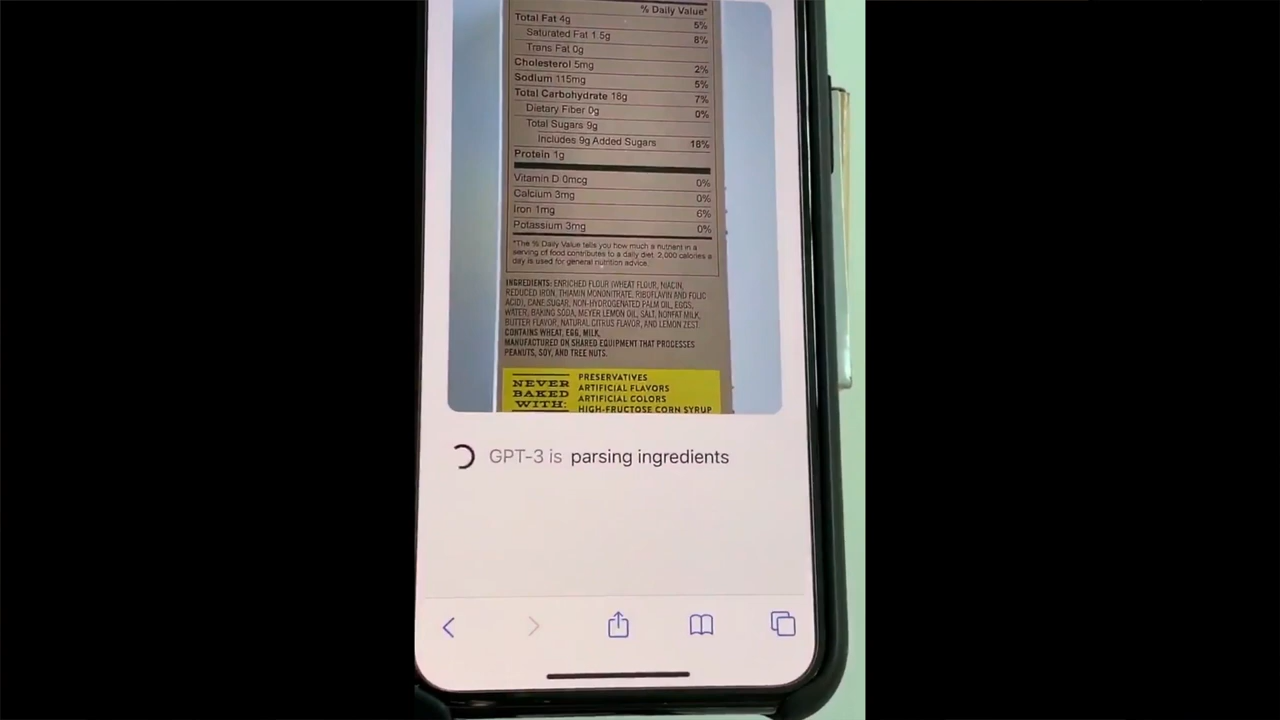 % Daily Value*
Total Fat 4g 5%
Saturated Fat 1.5g 8%
Trans Fat 0g
Cholesterol 5mg 2%
Sodium 115mg 5%
Total Carbohydrate 18g 7%
Dietary Fiber 0g 0%
Total Sugars 9g
Includes 9g Added Sugars 18%
Protein 1g
Vitamin D 0mcg 0%
Calcium 3mg 0%
Iron 1mg 6%
Potassium 3mg 0%
*The % Daily Value tells you how much a nutrient in a
serving of food contributes to a daily diet. 2,000 calories a
day is used for general nutrition advice.
INGREDIENTS: ENRICHED FLOUR (WHEAT FLOUR, NIACIN,
REDUCED IRON, THIAMIN MONONITRATE, RIBOFLAVIN AND FOLIC
ACID), CANE SUGAR, NON-HYDROGENATED PALM OIL, EGGS,
WATER, BAKING SODA, MEYER LEMON OIL, SALT, NONFAT MILK,
BUTTER FLAVOR, NATURAL CITRUS FLAVOR, AND LEMON ZEST.
CONTAINS WHEAT, EGG, MILK.
MANUFACTURED ON SHARED EQUIPMENT THAT PROCESSES
PEANUTS, SOY, AND TREE NUTS.
NEVER BAKED WITH:
PRESERVATIVES
ARTIFICIAL FLAVORS
ARTIFICIAL COLORS
HIGH-FRUCTOSE CORN SYRUP
GPT-3 is parsing ingredients